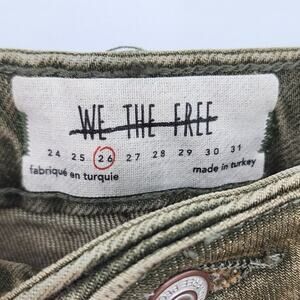 WE THE FREE
24 25 26 27 28 29 30 31
fabriqué en turquie made in turkey